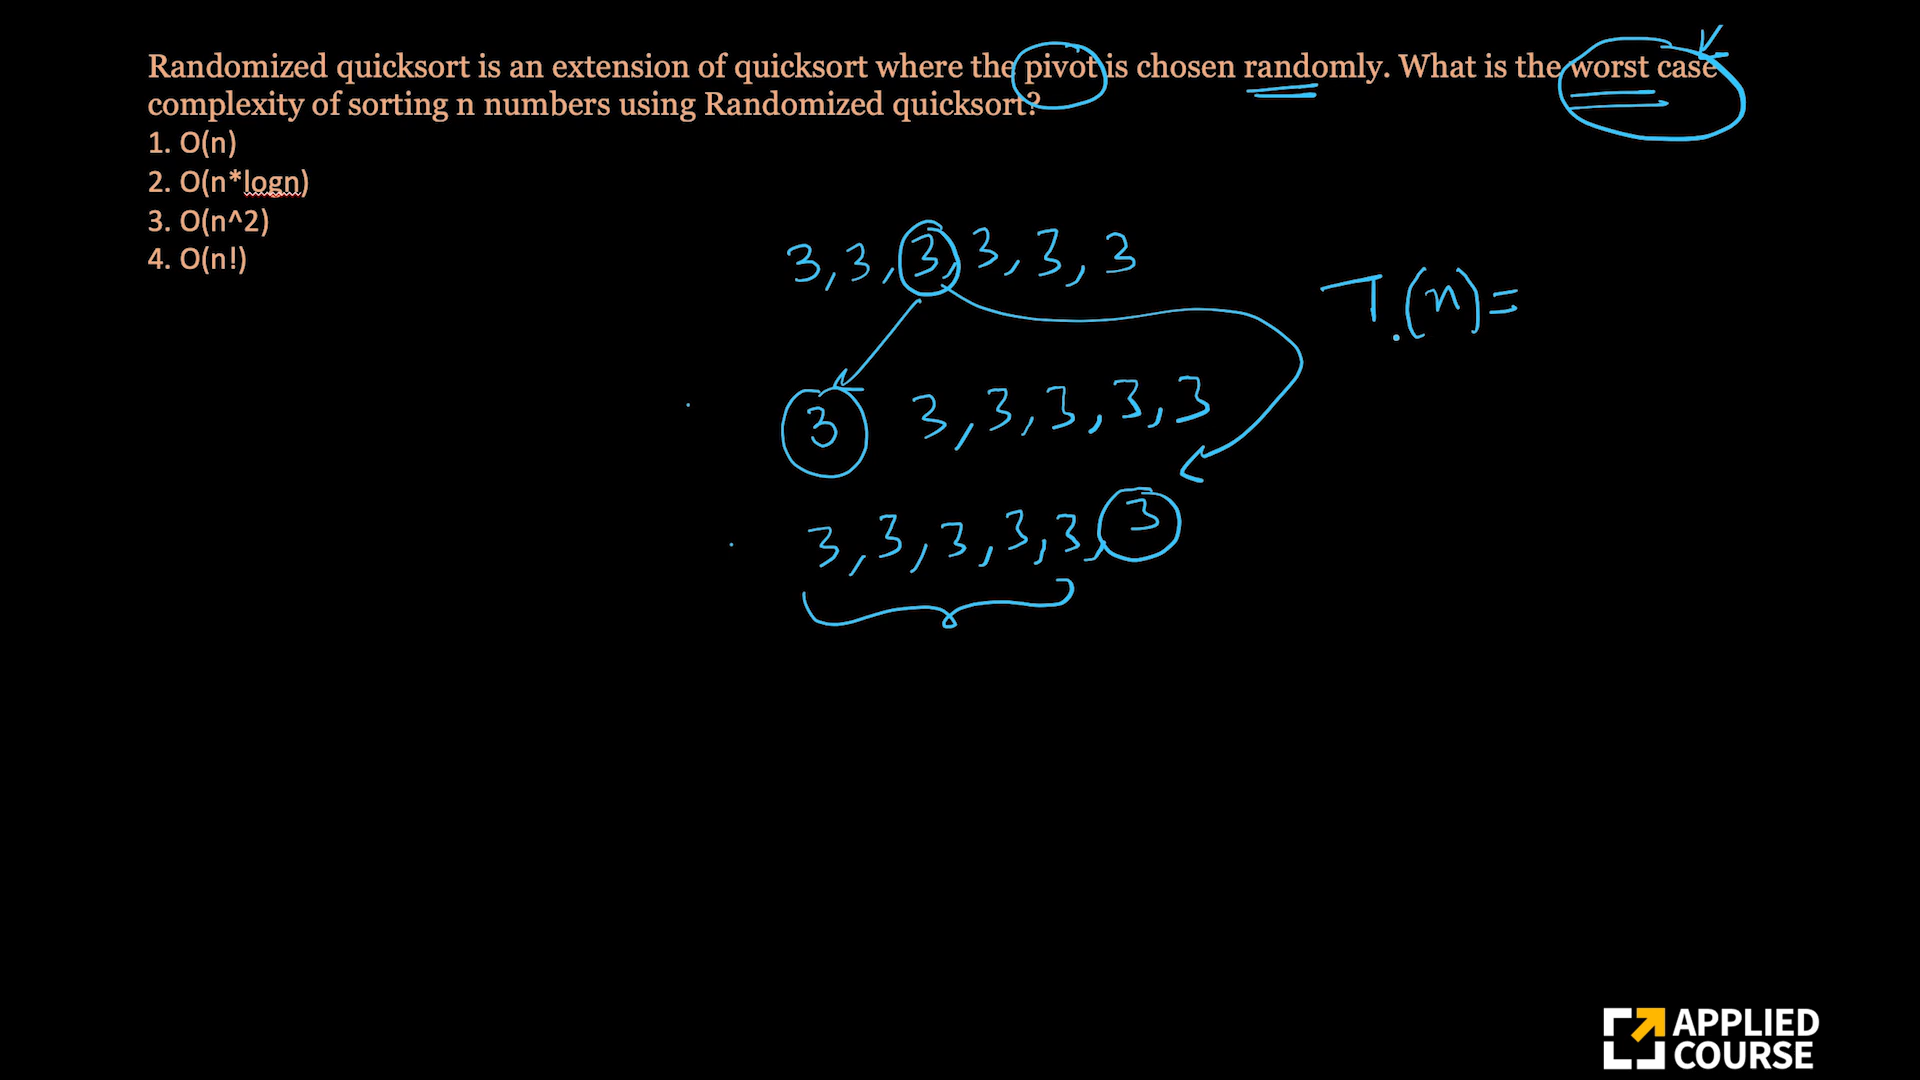 Randomized quicksort is an extension of quicksort where the pivot is chosen randomly. What is the worst case
complexity of sorting n numbers using Randomized quicksort?
1. O(n)
2. O(n*logn)
3. O(n^2)
4. O(n!)
3, 3, 3, 3, 3, 3
T(n) =
3 3, 3, 3, 3, 3
3, 3, 3, 3, 3, 3
APPLIED
COURSE